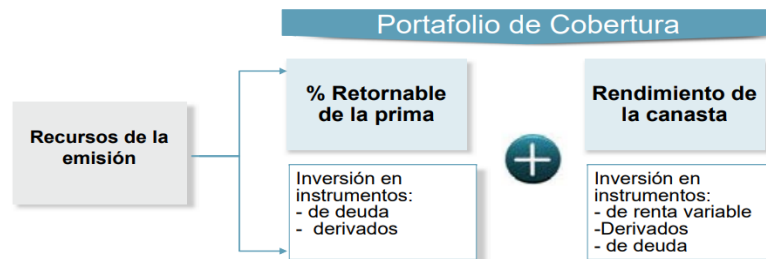 Portafolio de Cobertura
% Retornable
de la prima
Rendimiento de
la canasta
Recursos de la
emisión
Inversión en
instrumentos:
- de deuda
- derivados
Inversión en
instrumentos:
- de renta variable
-Derivados
- de deuda